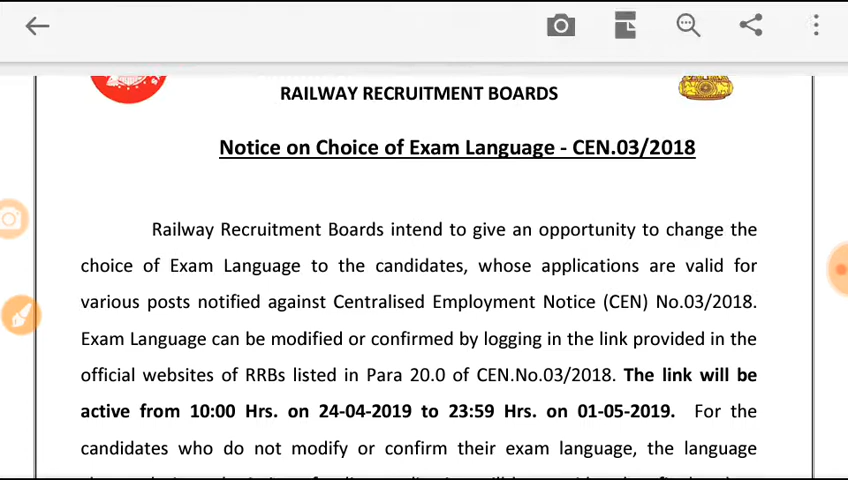 RAILWAY RECRUITMENT BOARDS
Notice on Choice of Exam Language - CEN.03/2018
Railway Recruitment Boards intend to give an opportunity to change the
choice of Exam Language to the candidates, whose applications are valid for
various posts notified against Centralised Employment Notice (CEN) No.03/2018.
Exam Language can be modified or confirmed by logging in the link provided in the
official websites of RRBs listed in Para 20.0 of CEN.No.03/2018. The link will be
active from 10:00 Hrs. on 24-04-2019 to 23:59 Hrs. on 01-05-2019. For the
candidates who do not modify or confirm their exam language, the language